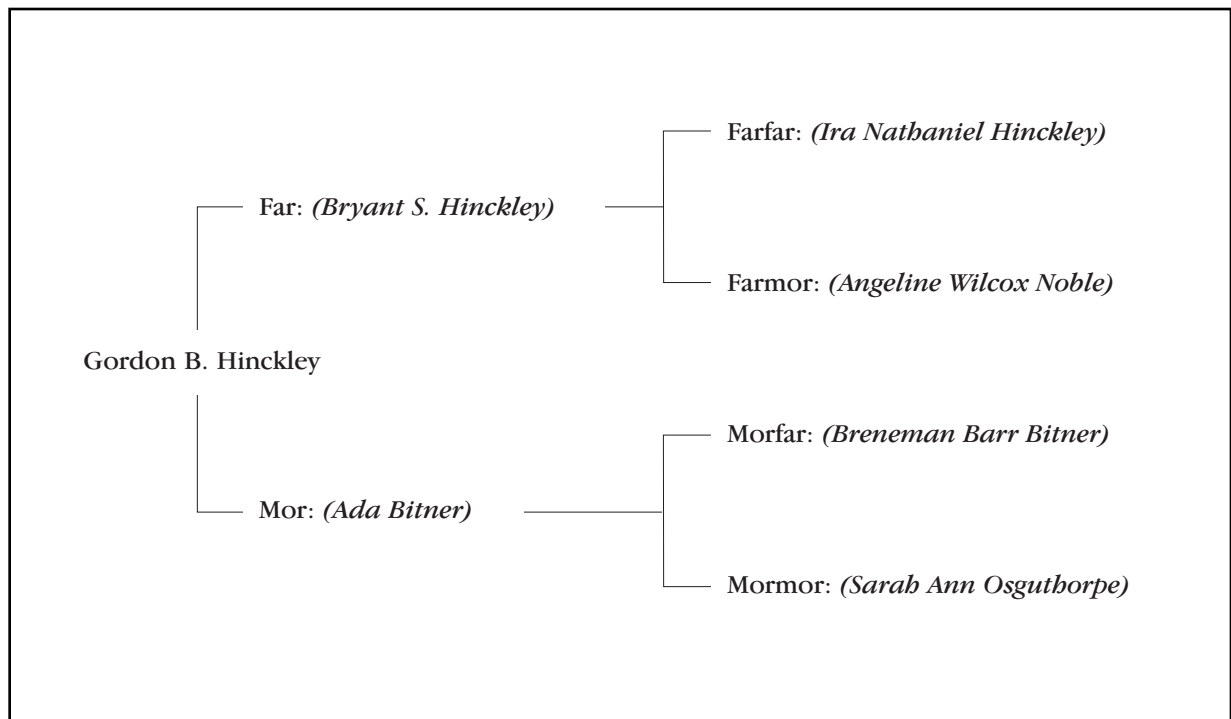 Farfar: (Ira Nathaniel Hinckley)
Far: (Bryant S. Hinckley)
Farmor: (Angeline Wilcox Noble)
Gordon B. Hinckley
Morfar: (Breneman Barr Bitner)
Mor: (Ada Bitner)
Mormor: (Sarah Ann Osguthorpe)